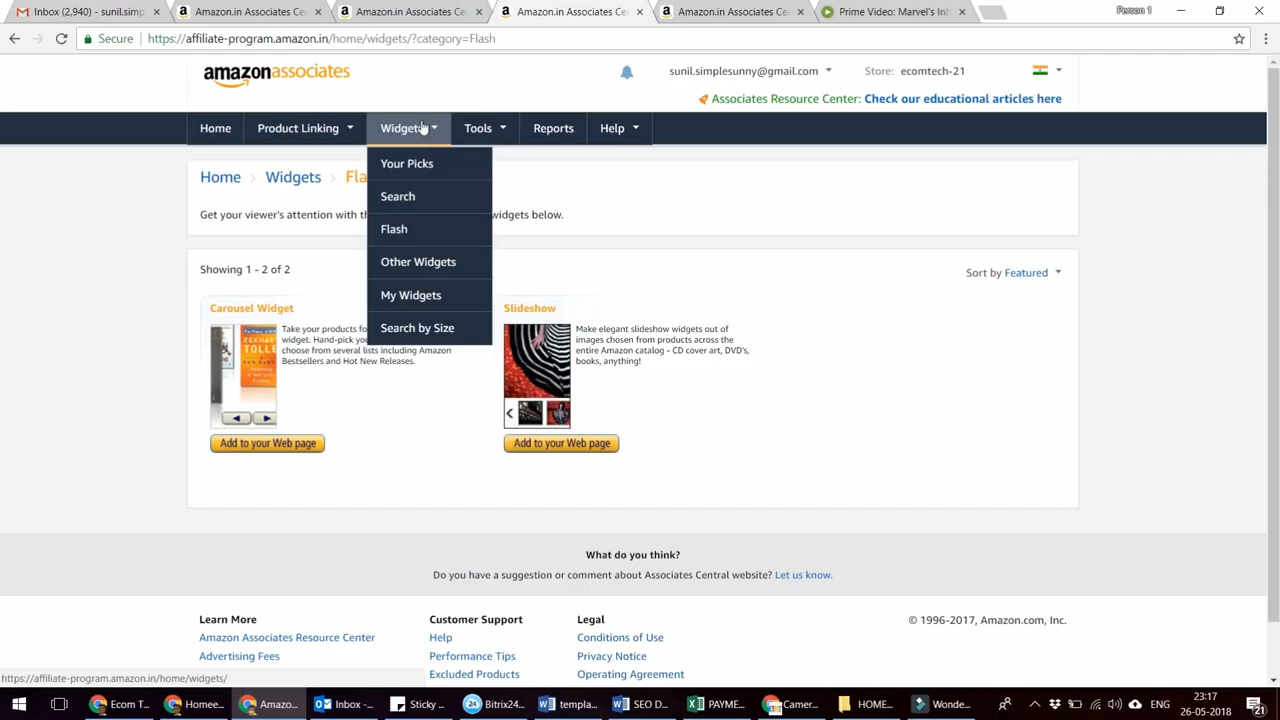 Inbox (2,940) - sunil.sims
Amazon.in Associates Ce
Amazon.in Associates Ce
Amazon.in Associates Ce
Amazon.in Associates Ce
Prime Video: Marvel's Inh
Person 1
Secure
https://affiliate-program.amazon.in/home/widgets/?category=Flash
amazonassociates
sunil.simplesunny@gmail.com
Store: ecomtech-21
Associates Resource Center: Check our educational articles here
Home
Product Linking
Widgets
Tools
Reports
Help
Your Picks
Search
Flash
Other Widgets
My Widgets
Search by Size
Home > Widgets > Fla
Get your viewer's attention with th
widgets below.
Showing 1 - 2 of 2
Sort by Featured
Carousel Widget
Take your products fo
widget. Hand-pick you
choose from several lists including Amazon
Bestsellers and Hot New Releases.
ECKHART
TOLLE
Add to your Web page
Slideshow
Make elegant slideshow widgets out of
images chosen from products across the
entire Amazon catalog - CD cover art, DVD's,
books, anything!
Add to your Web page
What do you think?
Do you have a suggestion or comment about Associates Central website? Let us know.
Learn More
Amazon Associates Resource Center
Advertising Fees
Customer Support
Help
Performance Tips
Excluded Products
Legal
Conditions of Use
Privacy Notice
Operating Agreement
© 1996-2017, Amazon.com, Inc.
https://affiliate-program.amazon.in/home/widgets/
Ecom T...
Homee...
Amazo...
Inbox - ...
Sticky ...
Bitrix24...
templa...
SEO D...
PAYME...
Camer...
HOME...
Wonde...
ENG
23:17
26-05-2018
21